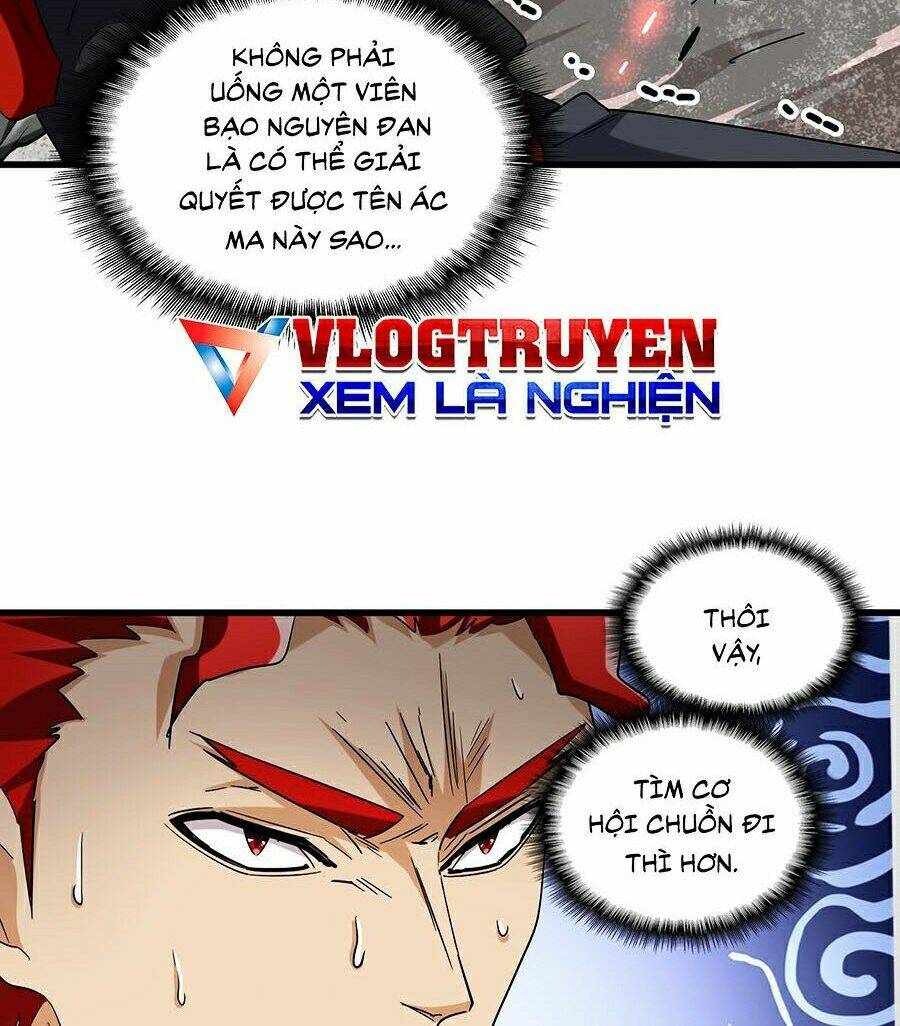 KHÔNG PHẢI
UỐNG MỘT VIÊN
BẠO NGUYÊN ĐAN
LÀ CÓ THỂ GIẢI
QUYẾT ĐƯỢC TÊN ÁC
MA NÀY SAO...
VLOGTRUYEN
XEM LÀ NGHIỆN
THÔI
VẬY,
TÌM CƠ
HỘI CHUỒN ĐI
THÌ HƠN.